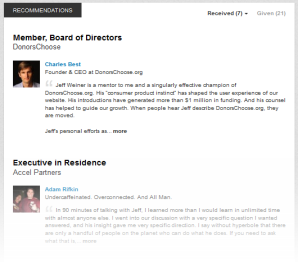 RECOMMENDATIONS
Received (7)
Given (21)
Member, Board of Directors
DonorsChoose
Charles Best
Founder & CEO at DonorsChoose.org
“ Jeff Weiner is a mentor to me and a singularly effective champion of
DonorsChoose.org. His "consumer product instinct" has shaped the user experience of our
website. His introductions have generated more than $1 million in funding. And his counsel
has helped to guide our growth. When people hear Jeff describe DonorsChoose.org, they
are moved.
Jeff's personal efforts as... more
Executive in Residence
Accel Partners
Adam Rifkin
Undercaffeinated. Overconnected. And All Man.
“ In 90 minutes of talking with Jeff, I learned more than I would learn in unlimited time
with almost anyone else. I went into our discussion with a very specific question I wanted
answered, and his insight gave me very specific direction. I say without hyperbole that there
are only a handful of people on the planet who can do what he does. If you need to ask
what that is... more